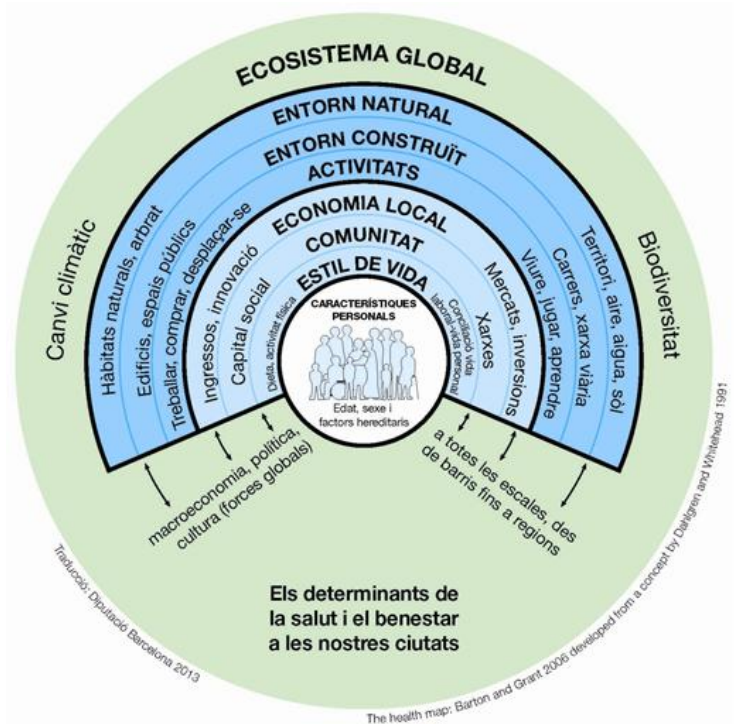 ECOSISTEMA GLOBAL
Canvi climàtic
Biodiversitat
ENTORN NATURAL
Hàbitats naturals, arbrat
Territori, aire, aigua, sól
ENTORN CONSTRUÏT
Edificis, espais públics
Carrers, xarxa viària
ACTIVITATS
Treballar, comprar, desplaçar-se
Viure, jugar, aprendre
ECONOMIA LOCAL
Ingressos, innovació
Mercats, inversions
COMUNITAT
Capital social
Xarxes
ESTIL DE VIDA
Dieta, activitat física
Conciliació vida
laboral-vida personal
CARACTERÍSTIQUES
PERSONALS
Edat, sexe i
factors hereditaris
macroeconomia, política,
cultura (forces globals)
a totes les escales, des
de barris fins a regions
Els determinants de
la salut i el benestar
a les nostres ciutats
Traducció: Diputació Barcelona 2013
The health map: Barton and Grant 2006 developed from a concept by Dahlgren and Whitehead 1991